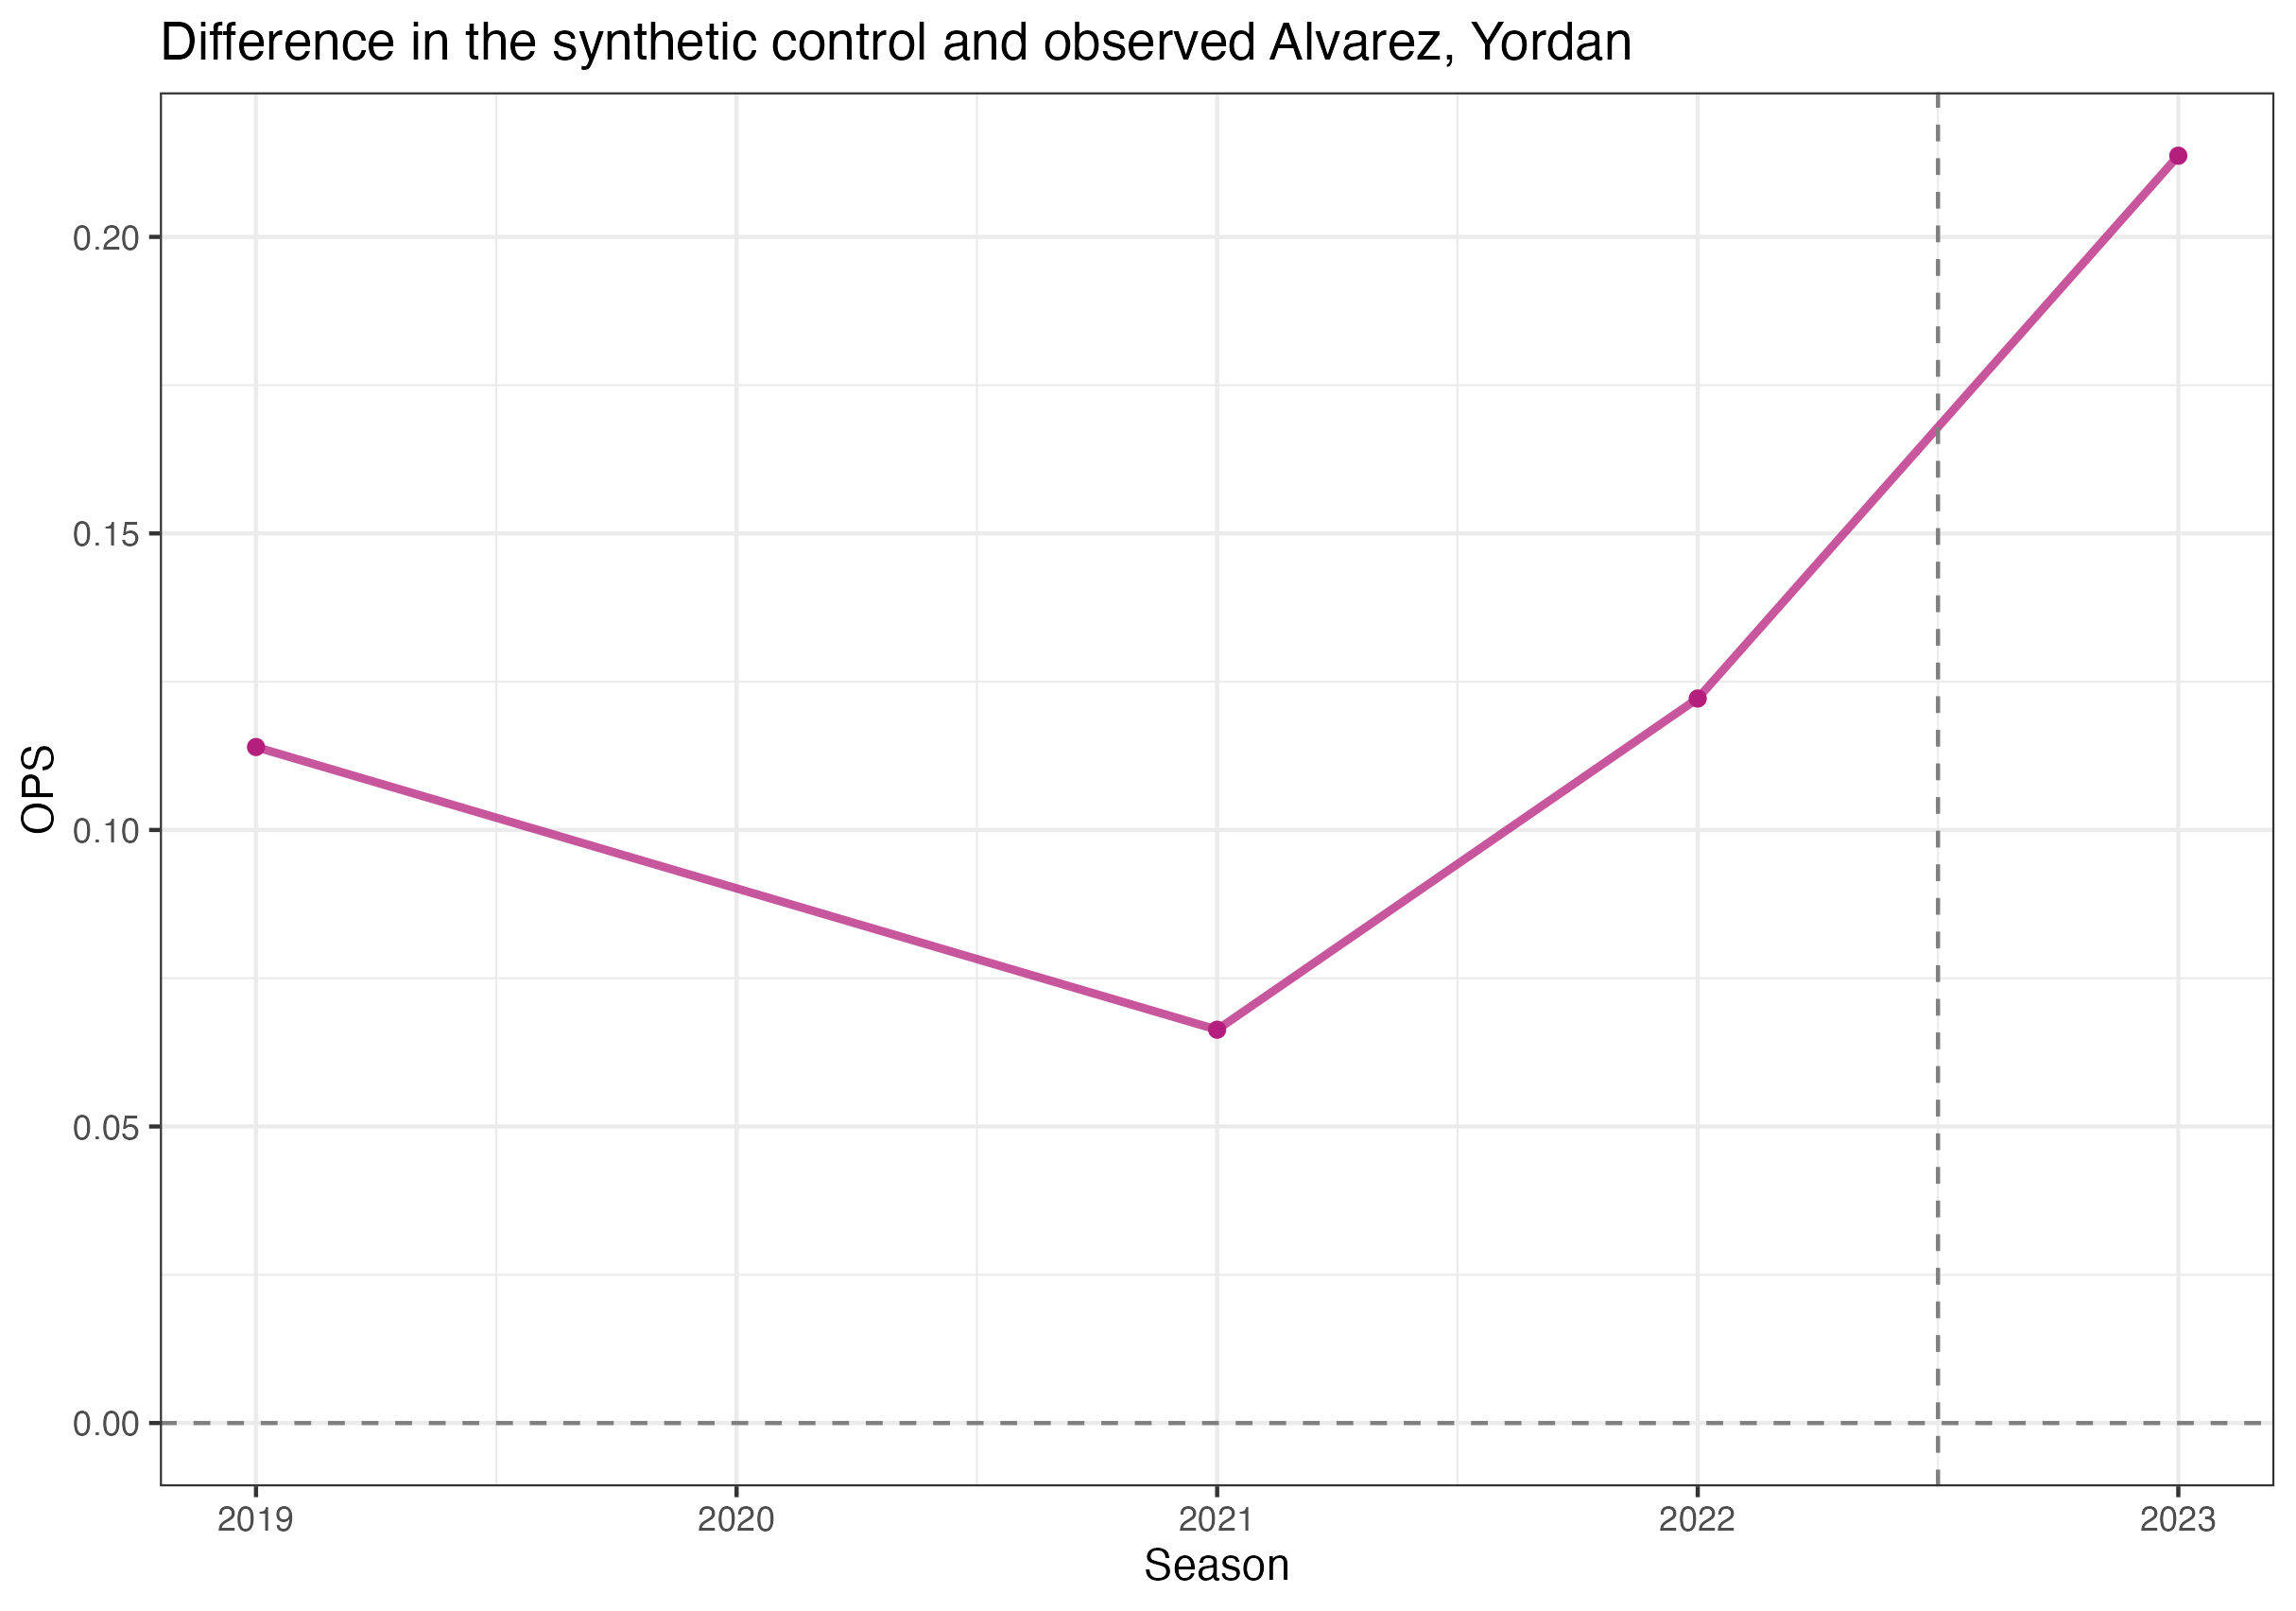 Difference in the synthetic control and observed Alvarez, Yordan
OPS
0.20
0.15
0.10
0.05
0.00
2019 2020 2021 2022 2023
Season